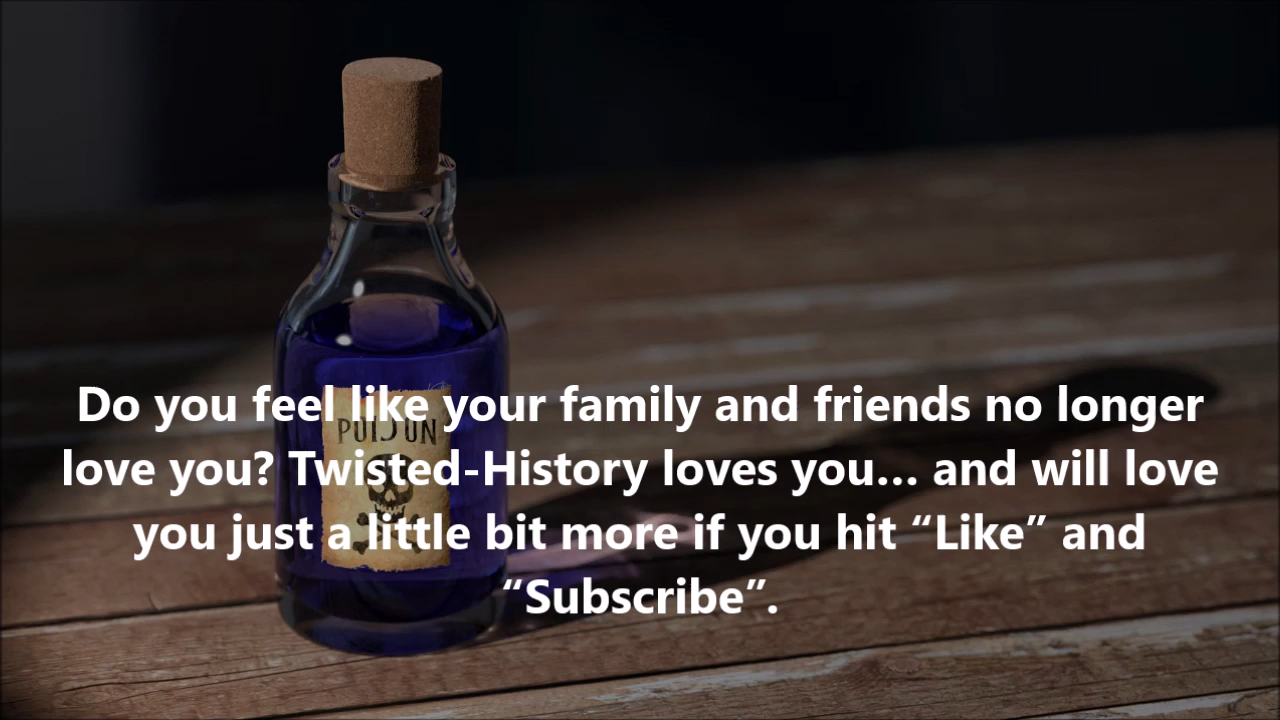 Do you feel like your family and friends no longer
love you? Twisted-History loves you... and will love
you just a little bit more if you hit “Like” and
“Subscribe”.
POISON